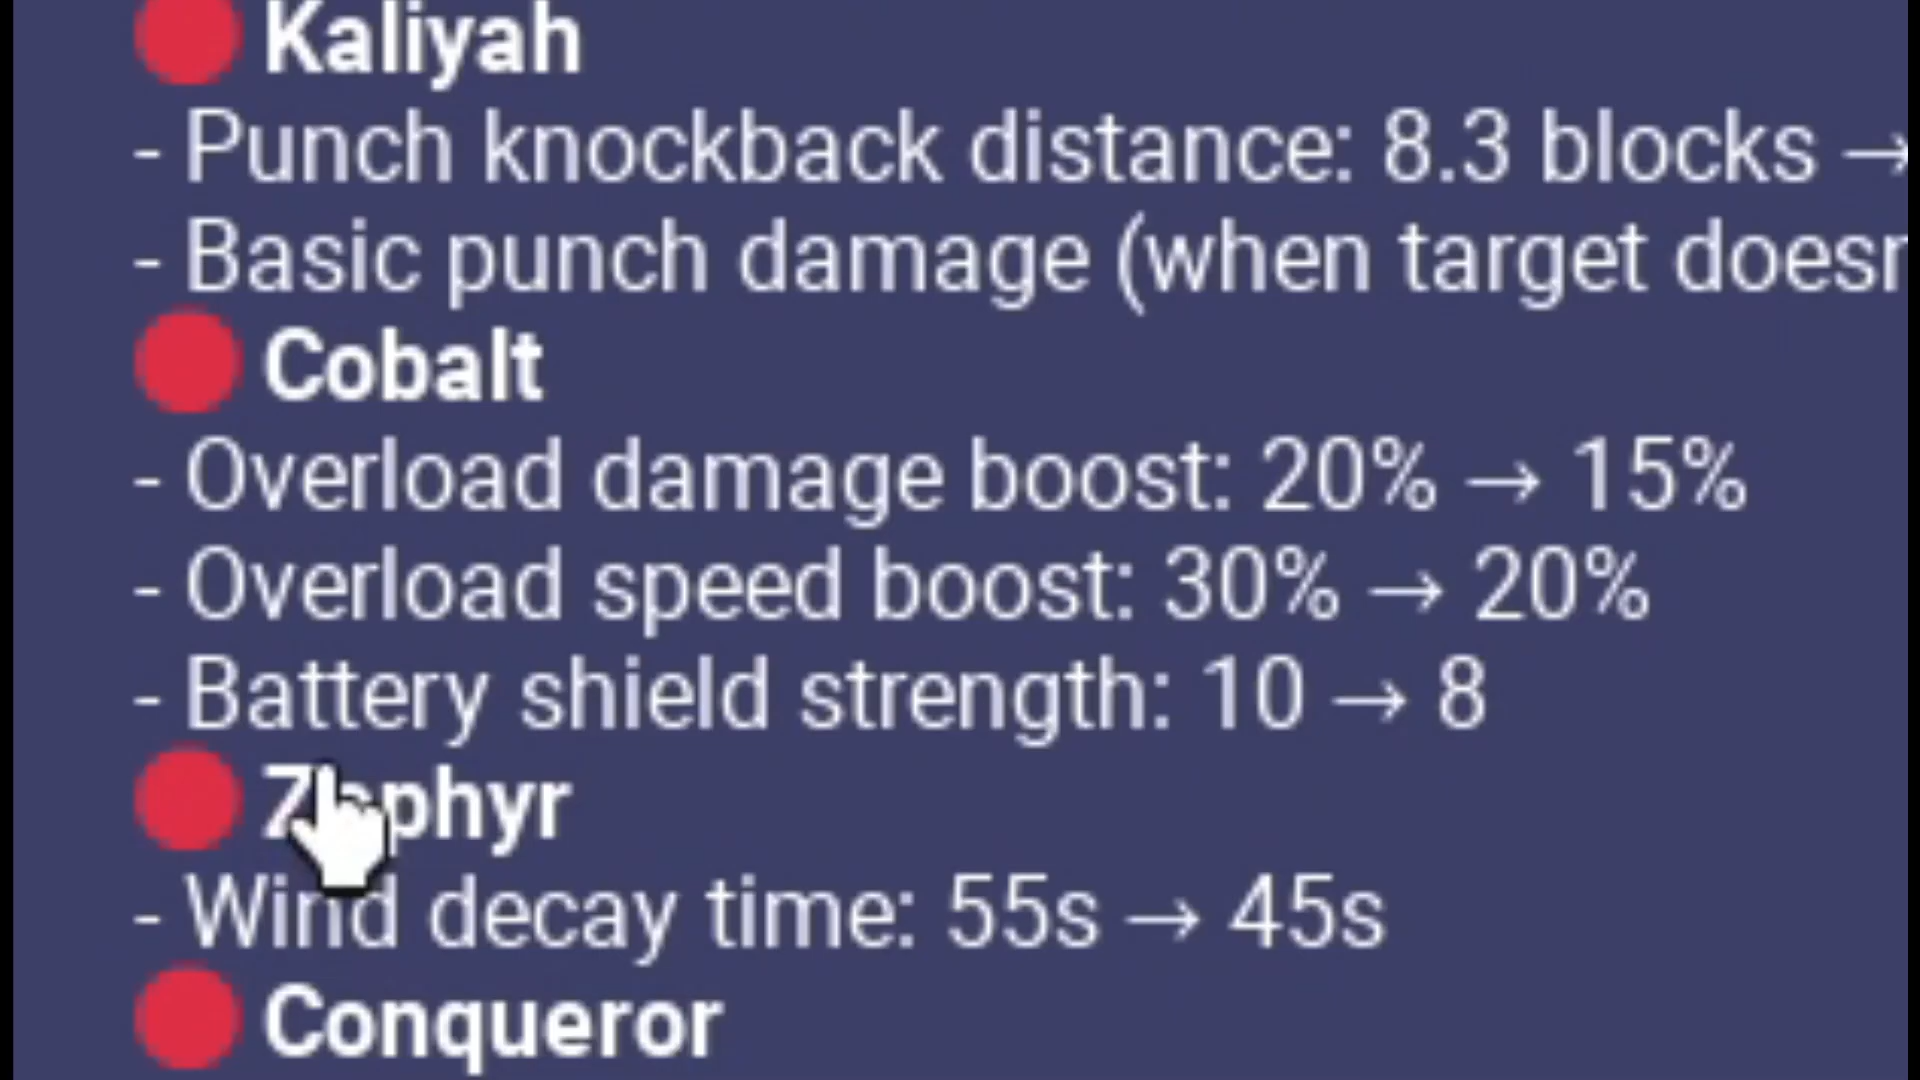 Kaliyah
- Punch knockback distance: 8.3 blocks →
- Basic punch damage (when target
Cobalt
- Overload damage boost: 20% → 15%
- Overload speed boost: 30% → 20%
- Battery shield strength: 10 → 8
Zephyr
- Wind decay time: 55s → 45s
Conqueror